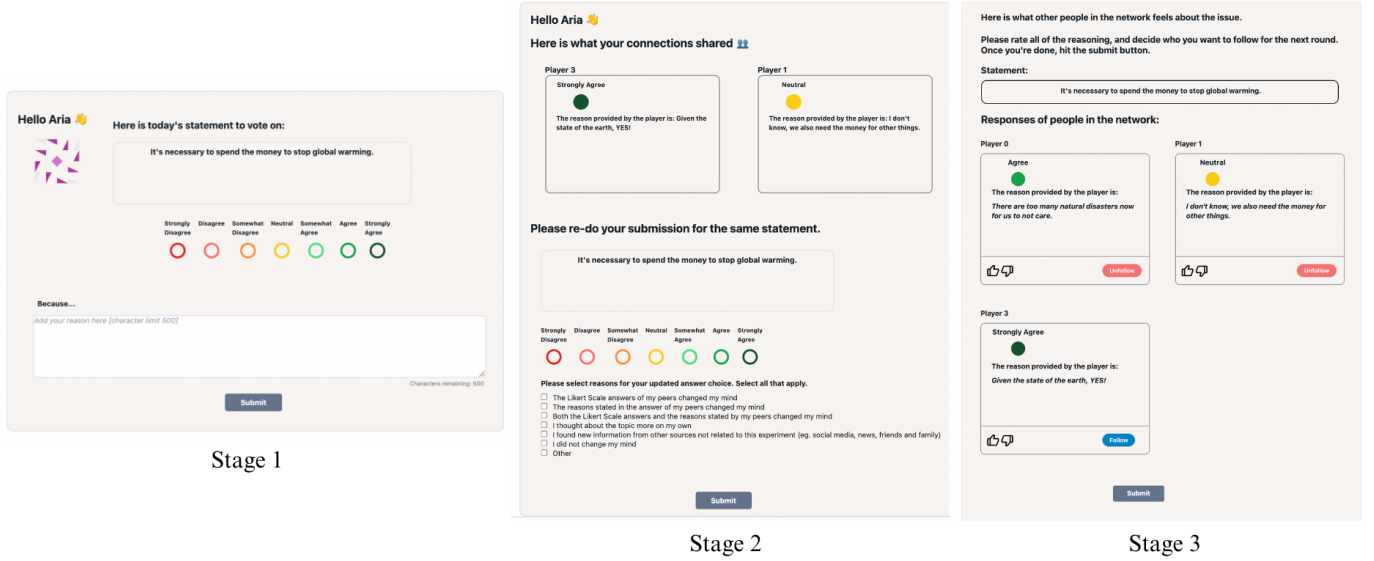 Hello Aria 👋
Here is today's statement to vote on:
It's necessary to spend the money to stop global warming.
Strongly Disagree
Disagree
Somewhat Disagree
Neutral
Somewhat Agree
Agree
Strongly Agree
Because...
Add your reason here [character limit 500]
Characters remaining: 500
Submit
Stage 1
Hello Aria 👋
Here is what your connections shared 👥
Player 3
Strongly Agree
The reason provided by the player is: Given the
state of the earth, YES!
Player 1
Neutral
The reason provided by the player is: I don't
know, we also need the money for other things.
Please re-do your submission for the same statement.
It's necessary to spend the money to stop global warming.
Strongly Disagree
Disagree
Somewhat Disagree
Neutral
Somewhat Agree
Agree
Strongly Agree
Please select reasons for your updated answer choice. Select all that apply.
The Likert Scale answers of my peers changed my mind
The reasons stated in the answer of my peers changed my mind
Both the Likert Scale answers and the reasons stated by my peers changed my mind
I thought about the topic more on my own
I found new information from other sources not related to this experiment (eg. social media, news, friends and family)
I did not change my mind
Other
Submit
Stage 2
Here is what other people in the network feels about the issue.
Please rate all of the reasoning, and decide who you want to follow for the next round.
Once you're done, hit the submit button.
Statement:
It's necessary to spend the money to stop global warming.
Responses of people in the network:
Player 0
Agree
The reason provided by the player is:
There are too many natural disasters now
for us to not care.
Unfollow
Player 1
Neutral
The reason provided by the player is:
I don't know, we also need the money for
other things.
Unfollow
Player 3
Strongly Agree
The reason provided by the player is:
Given the state of the earth, YES!
Follow
Submit
Stage 3